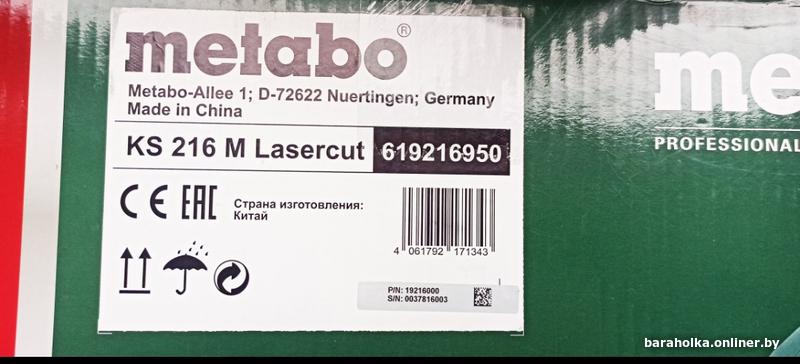 metabo®
Metabo-Allee 1; D-72622 Nuertingen; Germany
Made in China
KS 216 M Lasercut 619216950
CE EAC
Страна изготовления:
Китай
4 061792 171343
P/N: 19216000
S/N: 0037816003
me
PROFESSIONAL
baraholka.onliner.by